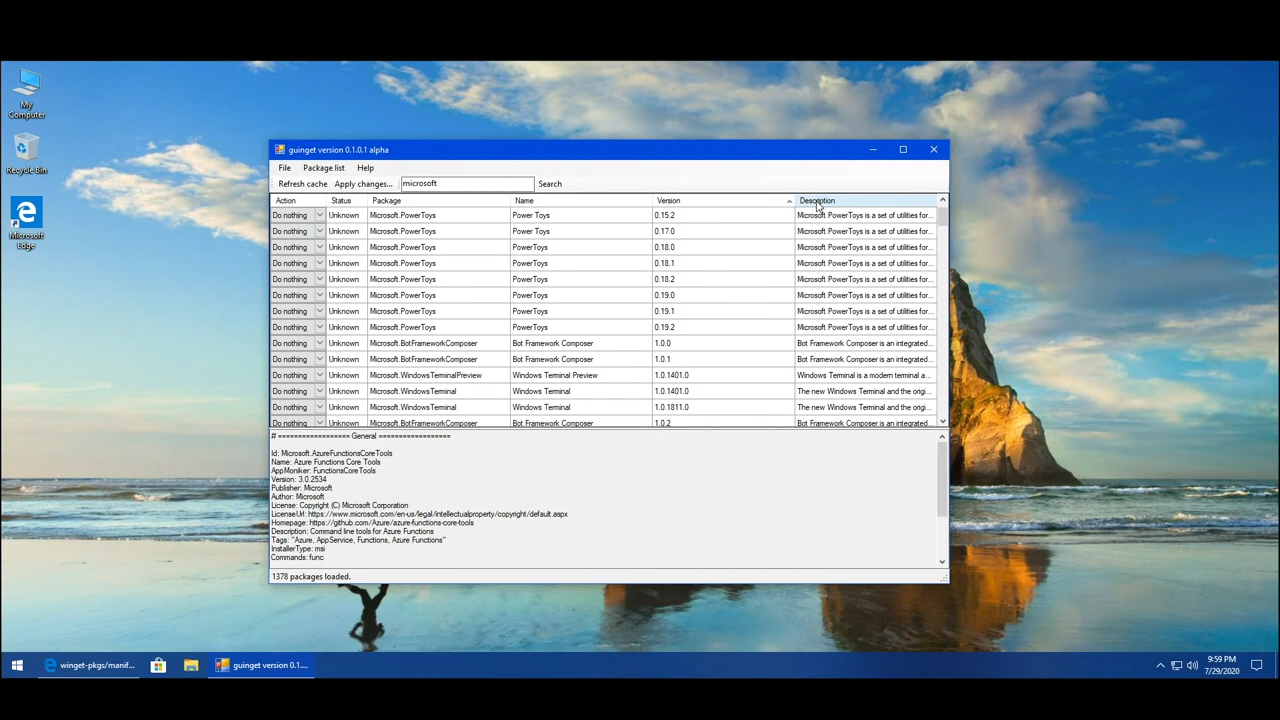 My
Computer
Recycle Bin
Microsoft
Edge
guinget version 0.1.0.1 alpha
File Package list Help
Refresh cache Apply changes... microsoft Search
Action Status Package Name Version Description
Do nothing Unknown Microsoft.PowerToys Power Toys 0.15.2 Microsoft PowerToys is a set of utilities for...
Do nothing Unknown Microsoft.PowerToys Power Toys 0.17.0 Microsoft PowerToys is a set of utilities for...
Do nothing Unknown Microsoft.PowerToys PowerToys 0.18.0 Microsoft PowerToys is a set of utilities for...
Do nothing Unknown Microsoft.PowerToys PowerToys 0.18.1 Microsoft PowerToys is a set of utilities for...
Do nothing Unknown Microsoft.PowerToys PowerToys 0.18.2 Microsoft PowerToys is a set of utilities for...
Do nothing Unknown Microsoft.PowerToys PowerToys 0.19.0 Microsoft PowerToys is a set of utilities for...
Do nothing Unknown Microsoft.PowerToys PowerToys 0.19.1 Microsoft PowerToys is a set of utilities for...
Do nothing Unknown Microsoft.PowerToys PowerToys 0.19.2 Microsoft PowerToys is a set of utilities for...
Do nothing Unknown Microsoft.BotFrameworkComposer Bot Framework Composer 1.0.0 Bot Framework Composer is an integrated...
Do nothing Unknown Microsoft.BotFrameworkComposer Bot Framework Composer 1.0.1 Bot Framework Composer is an integrated...
Do nothing Unknown Microsoft.WindowsTerminalPreview Windows Terminal Preview 1.0.1401.0 Windows Terminal is a modern terminal a...
Do nothing Unknown Microsoft.WindowsTerminal Windows Terminal 1.0.1401.0 The new Windows Terminal and the origi...
Do nothing Unknown Microsoft.WindowsTerminal Windows Terminal 1.0.1811.0 The new Windows Terminal and the origi...
Do nothing Unknown Microsoft.BotFrameworkComposer Bot Framework Composer 1.0.2 Bot Framework Composer is an integrated...
# ================== General ==================
Id: Microsoft.AzureFunctionsCoreTools
Name: Azure Functions Core Tools
AppMoniker: FunctionsCoreTools
Version: 3.0.2534
Publisher: Microsoft
Author: Microsoft
License: Copyright (C) Microsoft Corporation
LicenseUrl: https://www.microsoft.com/en-us/legal/intellectualproperty/copyright/default.aspx
Homepage: https://github.com/Azure/azure-functions-core-tools
Description: Command line tools for Azure Functions
Tags: "Azure, AppService, Functions, Azure Functions"
InstallerType: msi
Commands: func
1378 packages loaded.
winget-pkgs/manif... guinget version 0.1.... 9:59 PM
7/29/2020